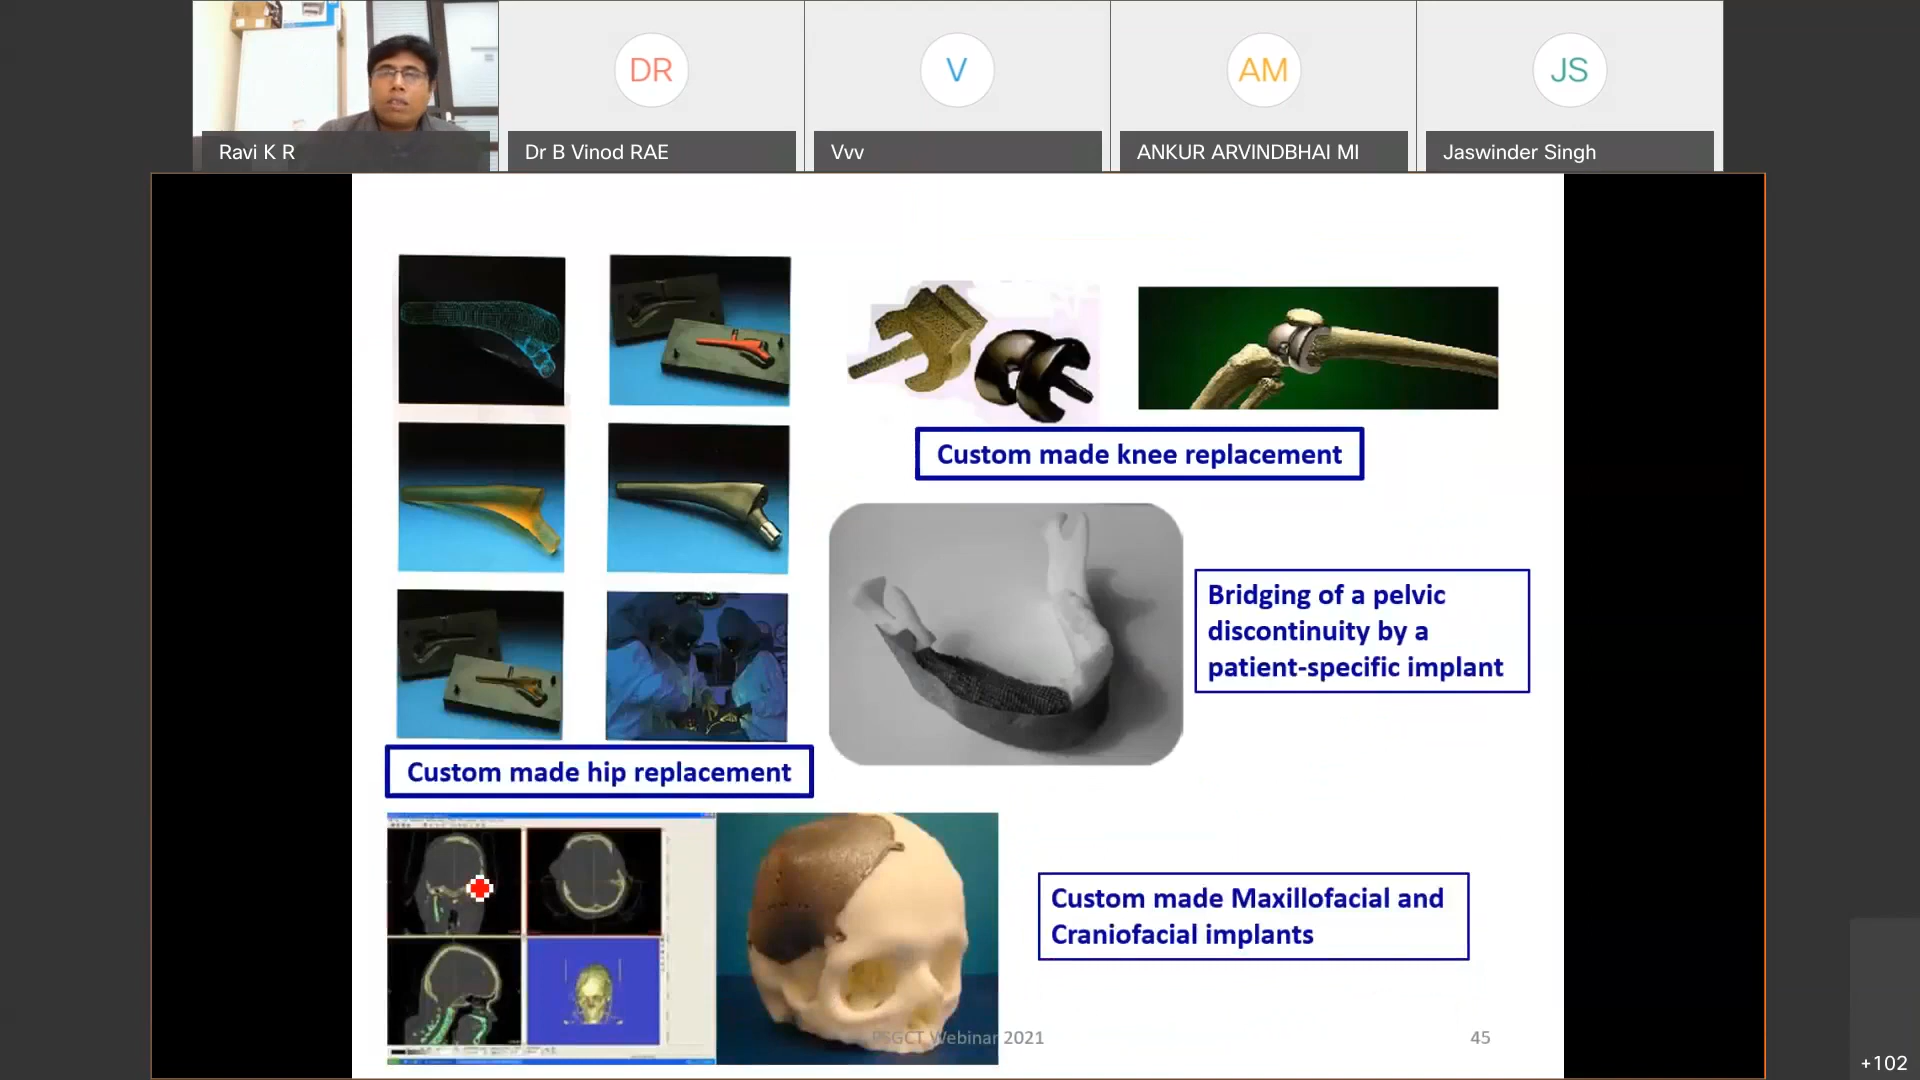 DR
V
AM
JS
Ravi K R
Dr B Vinod RAE
Vvv
ANKUR ARVINDBHAI MI
Jaswinder Singh
Custom made knee replacement
Bridging of a pelvic
discontinuity by a
patient-specific implant
Custom made hip replacement
Custom made Maxillofacial and
Craniofacial implants
PSGCT Webinar 2021
45
+102